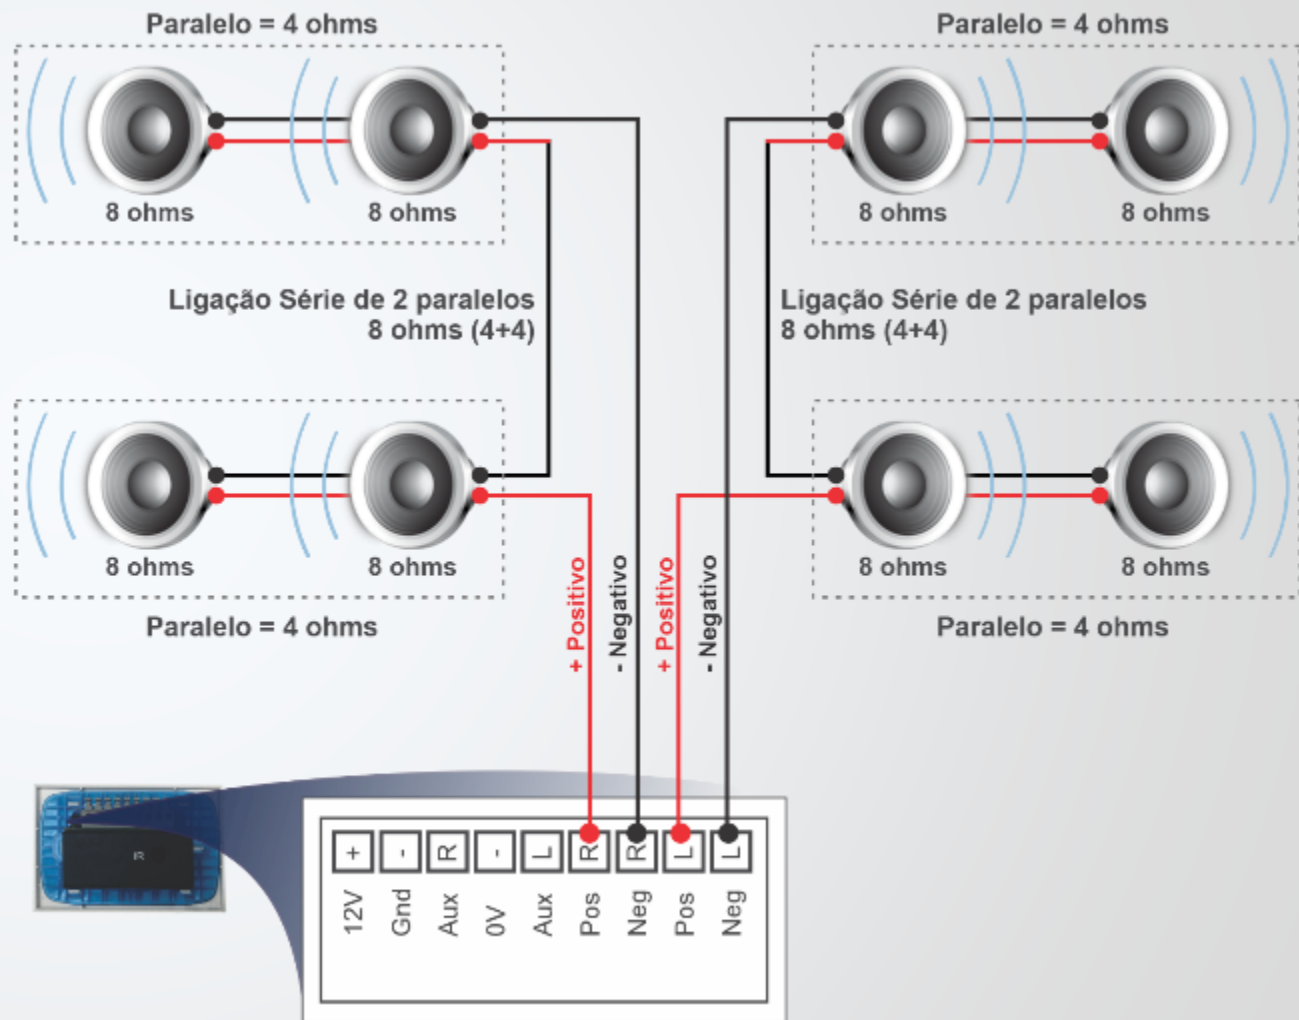 Paralelo = 4 ohms
Paralelo = 4 ohms
8 ohms
8 ohms
8 ohms
8 ohms
Ligação Série de 2 paralelos
8 ohms (4+4)
Ligação Série de 2 paralelos
8 ohms (4+4)
8 ohms
8 ohms
8 ohms
8 ohms
Paralelo = 4 ohms
Paralelo = 4 ohms
+ Positivo
- Negativo
+ Positivo
- Negativo
IR
+ - R - L R R L L
12V Gnd Aux 0V Aux Pos Neg Pos Neg